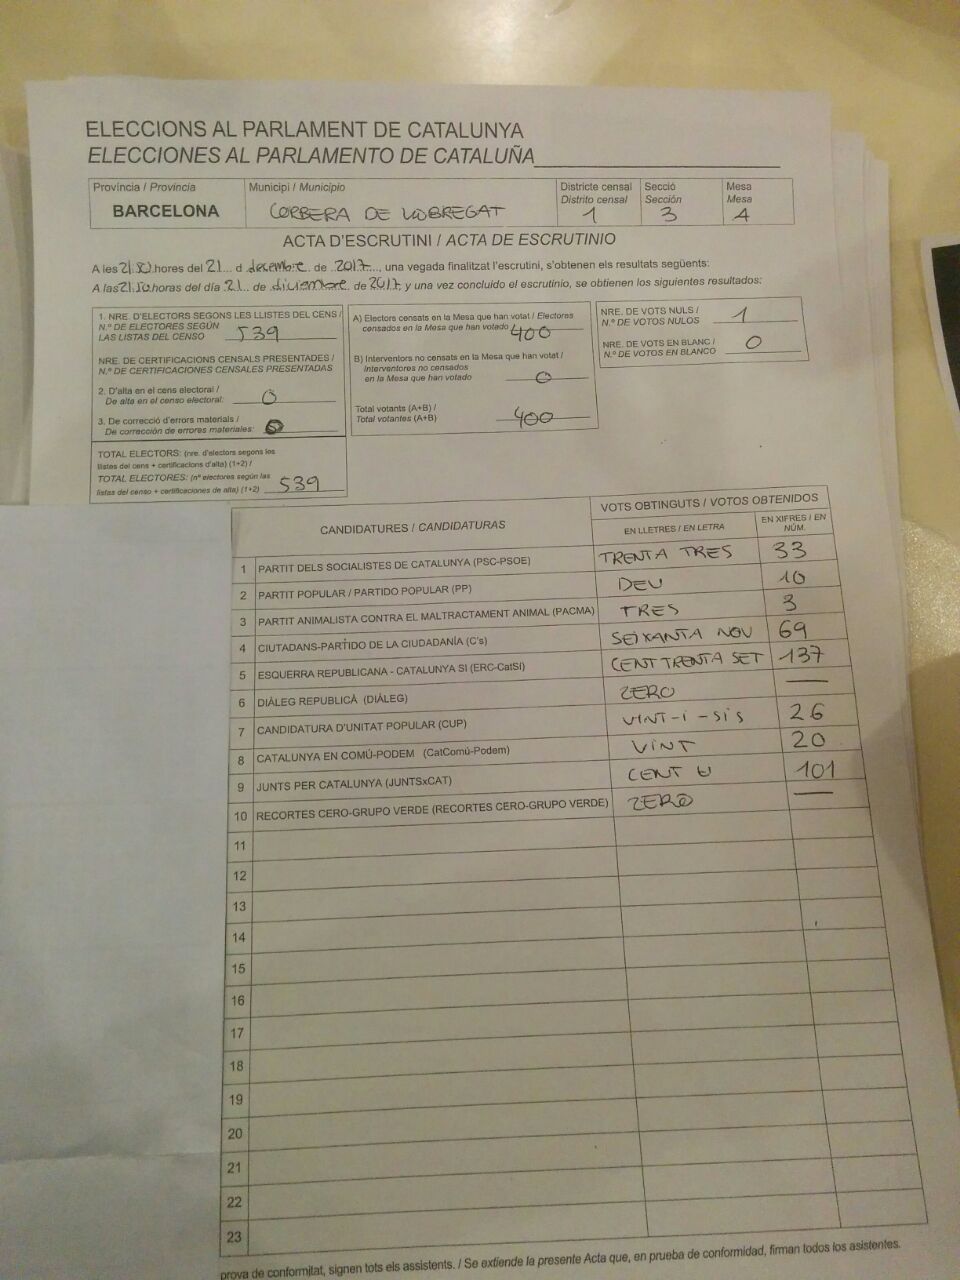 ELECCIONS AL PARLAMENT DE CATALUNYA
ELECCIONES AL PARLAMENTO DE CATALUÑA
Província / Provincia
BARCELONA
Municipi / Municipio
CORBERA DE LLOBREGAT
Districte censal
Distrito censal
1
Secció
Sección
3
Mesa
Mesa
4
ACTA D'ESCRUTINI / ACTA DE ESCRUTINIO
A les 21.50 hores del 21 d desembre de 2017, una vegada finalitzat l'escrutini, s'obtenen els resultats següents:
A las 21.50 horas del día 21 de diciembre de 2017 y una vez concluido el escrutinio, se obtienen los siguientes resultados:
1. NRE. D'ELECTORS SEGONS LES LLISTES DEL CENS /
N.º DE ELECTORES SEGÚN
LAS LISTAS DEL CENSO 539
NRE. DE CERTIFICACIONS CENSALS PRESENTADES /
N.º DE CERTIFICACIONES CENSALES PRESENTADAS
2. D'alta en el cens electoral /
De alta en el censo electoral: 0
3. De correcció d'errors materials /
De corrección de errores materiales: 0
TOTAL ELECTORS: (nre. d'electors segons les
llistes del cens + certificacions d'alta) (1+2) /
TOTAL ELECTORES: (nº electores según las
listas del censo + certificaciones de alta) (1+2) 539
A) Electors censats en la Mesa que han votat / Electores
censados en la Mesa que han votado 400
B) Interventors no censats en la Mesa que han votat /
Interventores no censados
en la Mesa que han votado 0
Total votants (A+B) /
Total votantes (A+B) 400
NRE. DE VOTS NULS /
N.º DE VOTOS NULOS 1
NRE. DE VOTS EN BLANC /
N.º DE VOTOS EN BLANCO 0
CANDIDATURES / CANDIDATURAS
VOTS OBTINGUTS / VOTOS OBTENIDOS
EN LLETRES / EN LETRA
EN XIFRES / EN
NÚM.
1 PARTIT DELS SOCIALISTES DE CATALUNYA (PSC-PSOE) TRENTA TRES 33
2 PARTIT POPULAR / PARTIDO POPULAR (PP) DEU 10
3 PARTIT ANIMALISTA CONTRA EL MALTRACTAMENT ANIMAL (PACMA) TRES 3
4 CIUTADANS-PARTIDO DE LA CIUDADANÍA (C's) SEIXANTA NOU 69
5 ESQUERRA REPUBLICANA - CATALUNYA SI (ERC-CatSI) CENT TRENTA SET 137
6 DIÀLEG REPUBLICÀ (DIÀLEG) ZERO —
7 CANDIDATURA D'UNITAT POPULAR (CUP) VINT-I-SIS 26
8 CATALUNYA EN COMÚ-PODEM (CatComú-Podem) VINT 20
9 JUNTS PER CATALUNYA (JUNTSxCAT) CENT U 101
10 RECORTES CERO-GRUPO VERDE (RECORTES CERO-GRUPO VERDE) ZERO —
11
12
13
14
15
16
17
18
19
20
21
22
23
prova de conformitat, signen tots els assistents. / Se extiende la presente Acta que, en prueba de conformidad, firman todos los asistentes.